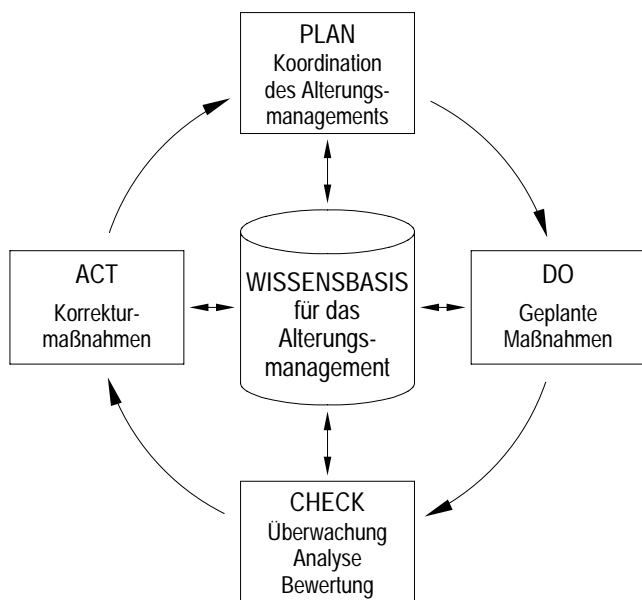 PLAN
Koordination
des Alterungs-
managements
ACT
Korrektur-
maßnahmen
WISSENSBASIS
für das
Alterungs-
management
DO
Geplante
Maßnahmen
CHECK
Überwachung
Analyse
Bewertung